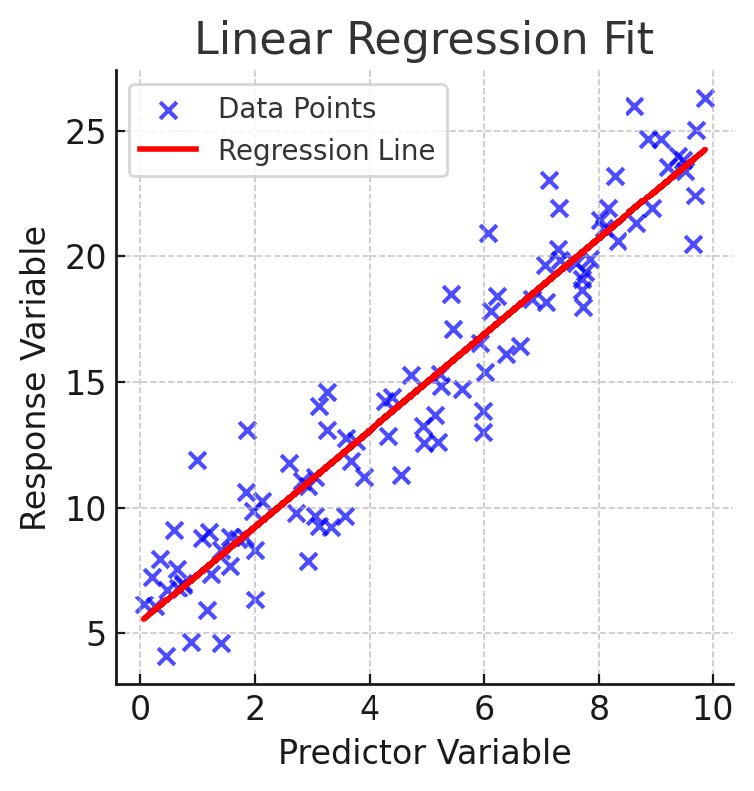 Linear Regression Fit
Data Points
Regression Line
25
20
15
10
5
Response Variable
0 2 4 6 8 10
Predictor Variable